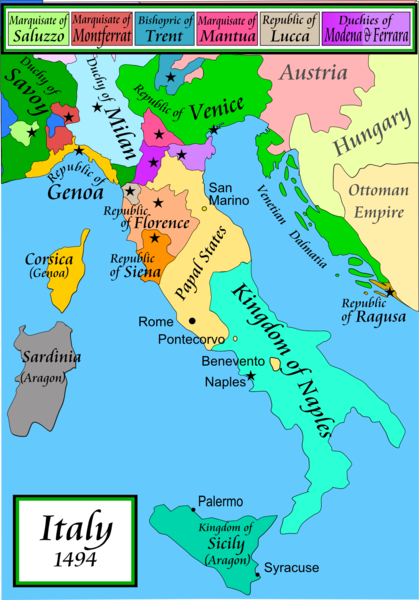 Marquisate of
Saluzzo
Marquisate of
Montferrat
Bishopric of
Trent
Marquisate of
Mantua
Republic of
Lucca
Duchies of
Modena & Ferrara
Duchy of
Savoy
Duchy of
Milan
Republic of
Venice
Austria
Hungary
Ottoman
Empire
Republic of
Genoa
San
Marino
Venetian Dalmatia
Republic
of Florence
Republic
of Siena
Papal States
Corsica
(Genoa)
Republic
of Ragusa
Kingdom of Naples
Rome
Pontecorvo
Benevento
Naples
Sardinia
(Aragon)
Palermo
Kingdom of
Sicily
(Aragon)
Syracuse
Italy
1494